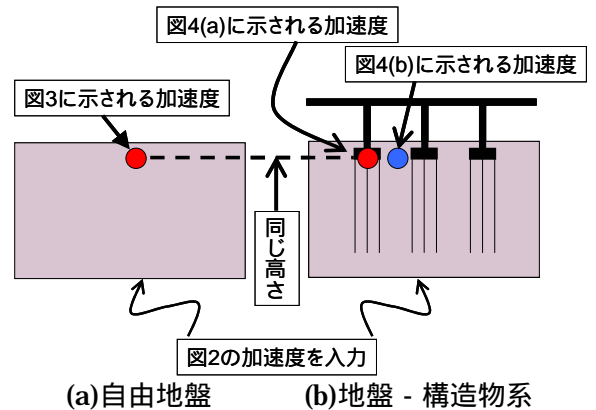 図4(a)に示される加速度
図4(b)に示される加速度
図3に示される加速度
同じ高さ
図2の加速度を入力
(a)自由地盤
(b)地盤 - 構造物系